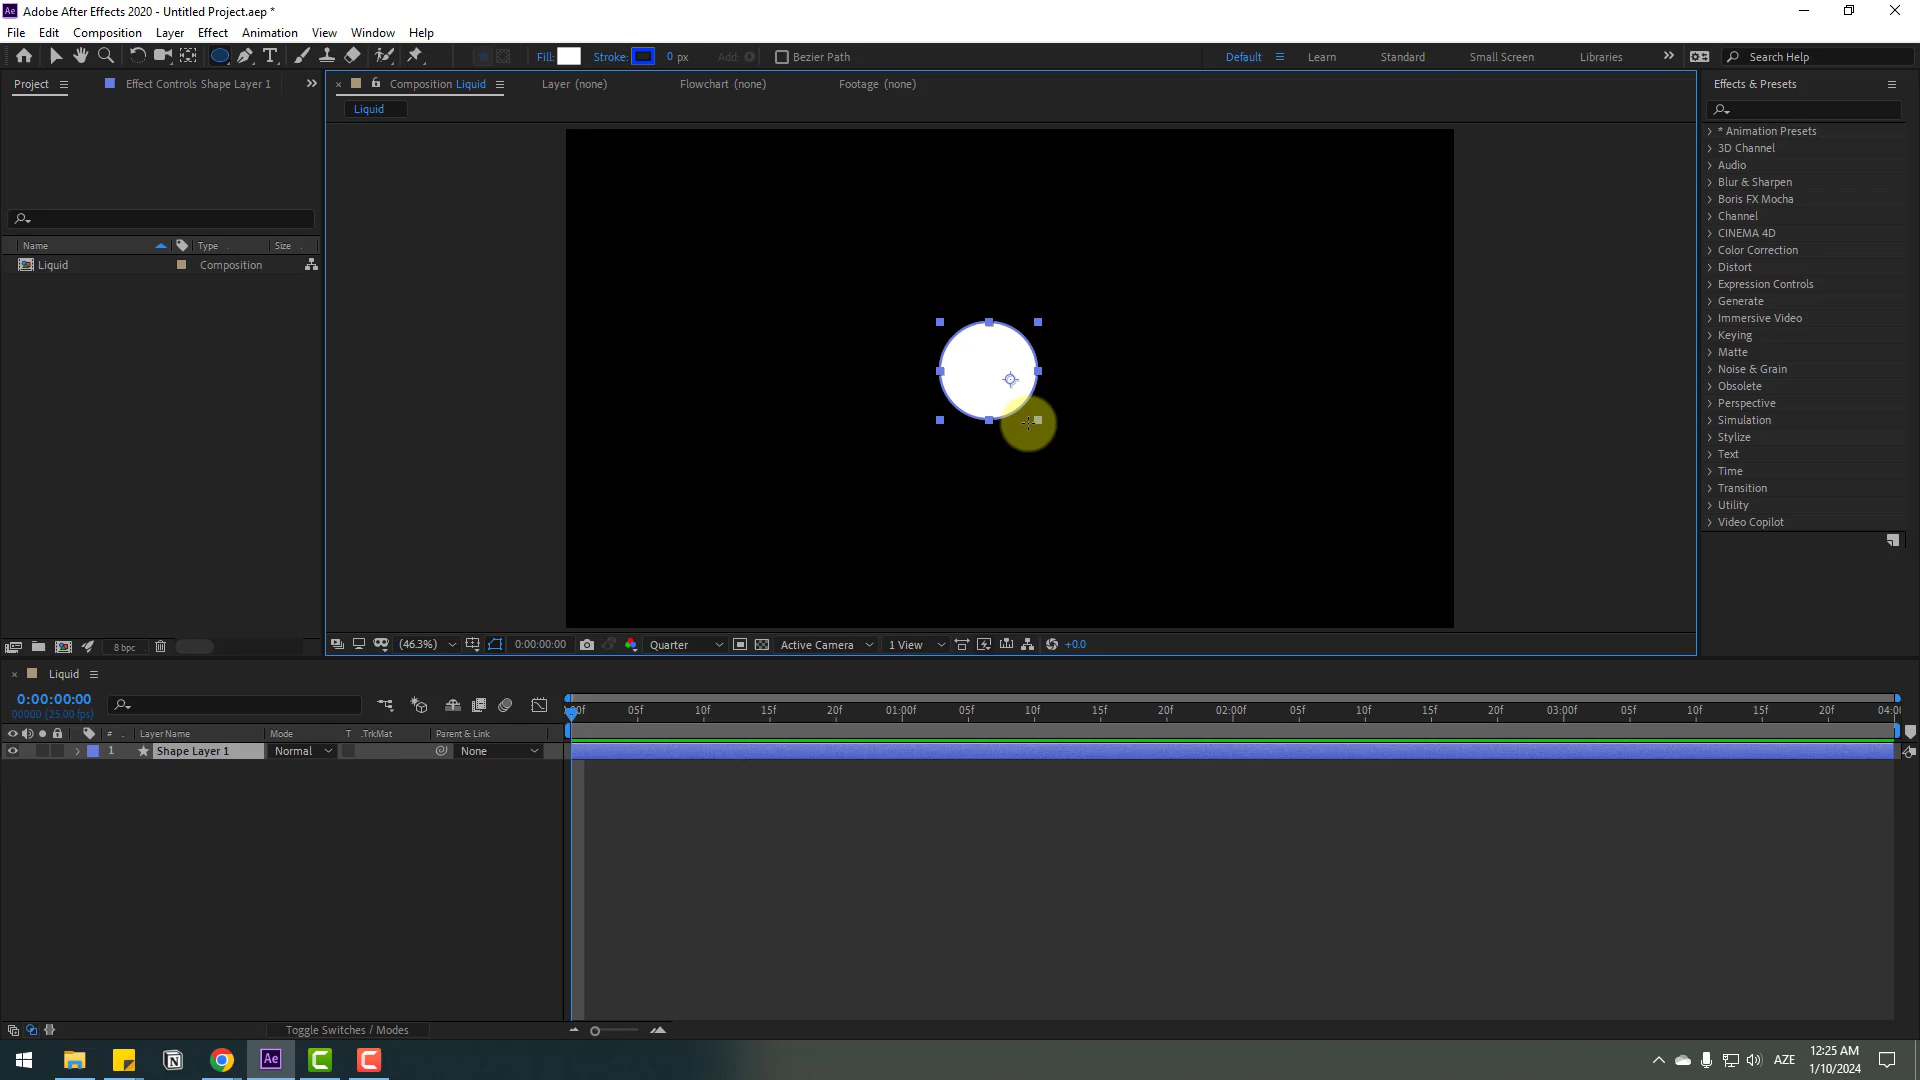 Ae Adobe After Effects 2020 - Untitled Project.aep *
File Edit Composition Layer Effect Animation View Window Help
Fill: Stroke: 0 px Add: Bezier Path Default Learn Standard Small Screen Libraries Search Help
Project Effect Controls Shape Layer 1 Composition Liquid Layer (none) Flowchart (none) Footage (none) Effects & Presets
Liquid
* Animation Presets
3D Channel
Audio
Blur & Sharpen
Boris FX Mocha
Channel
CINEMA 4D
Color Correction
Distort
Expression Controls
Generate
Immersive Video
Keying
Matte
Noise & Grain
Obsolete
Perspective
Simulation
Stylize
Text
Time
Transition
Utility
Video Copilot
Name Type Size
Liquid Composition
8 bpc
(46.3%) 0:00:00:00 Quarter Active Camera 1 View +0.0
Liquid
0:00:00:00
00000 (25.00 fps)
05f 10f 15f 20f 01:00f 05f 10f 15f 20f 02:00f 05f 10f 15f 20f 03:00f 05f 10f 15f 20f
# Layer Name Mode T .TrkMat Parent & Link
1 Shape Layer 1 Normal None
Toggle Switches / Modes
Ae AZE 12:25 AM
1/10/2024